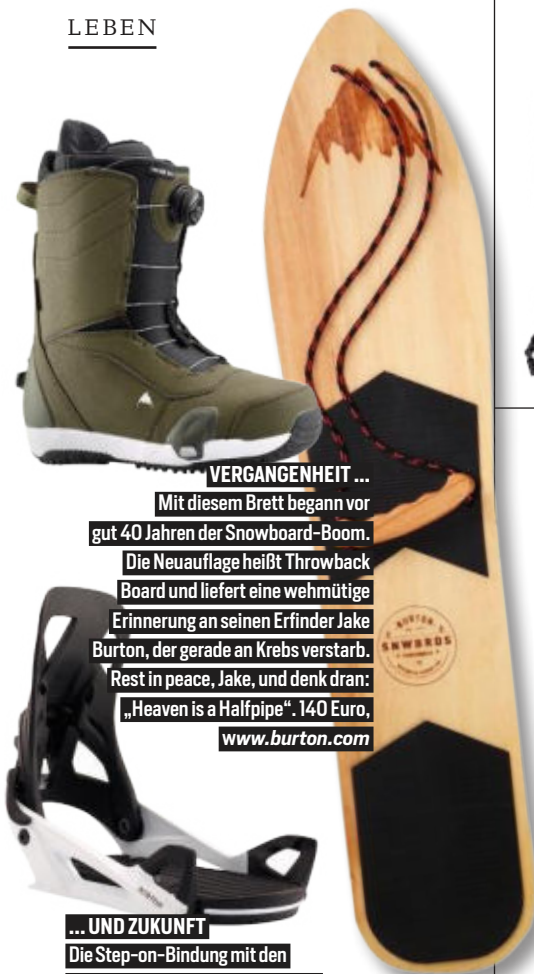 LEBEN
VERGANGENHEIT ...
Mit diesem Brett begann vor
gut 40 Jahren der Snowboard-Boom.
Die Neuauflage heißt Throwback
Board und liefert eine wehmütige
Erinnerung an seinen Erfinder Jake
Burton, der gerade an Krebs verstarb.
Rest in peace, Jake, und denk dran:
„Heaven is a Halfpipe“. 140 Euro,
www.burton.com
BURTON
SNWBRDS
... UND ZUKUNFT
Die Step-on-Bindung mit den